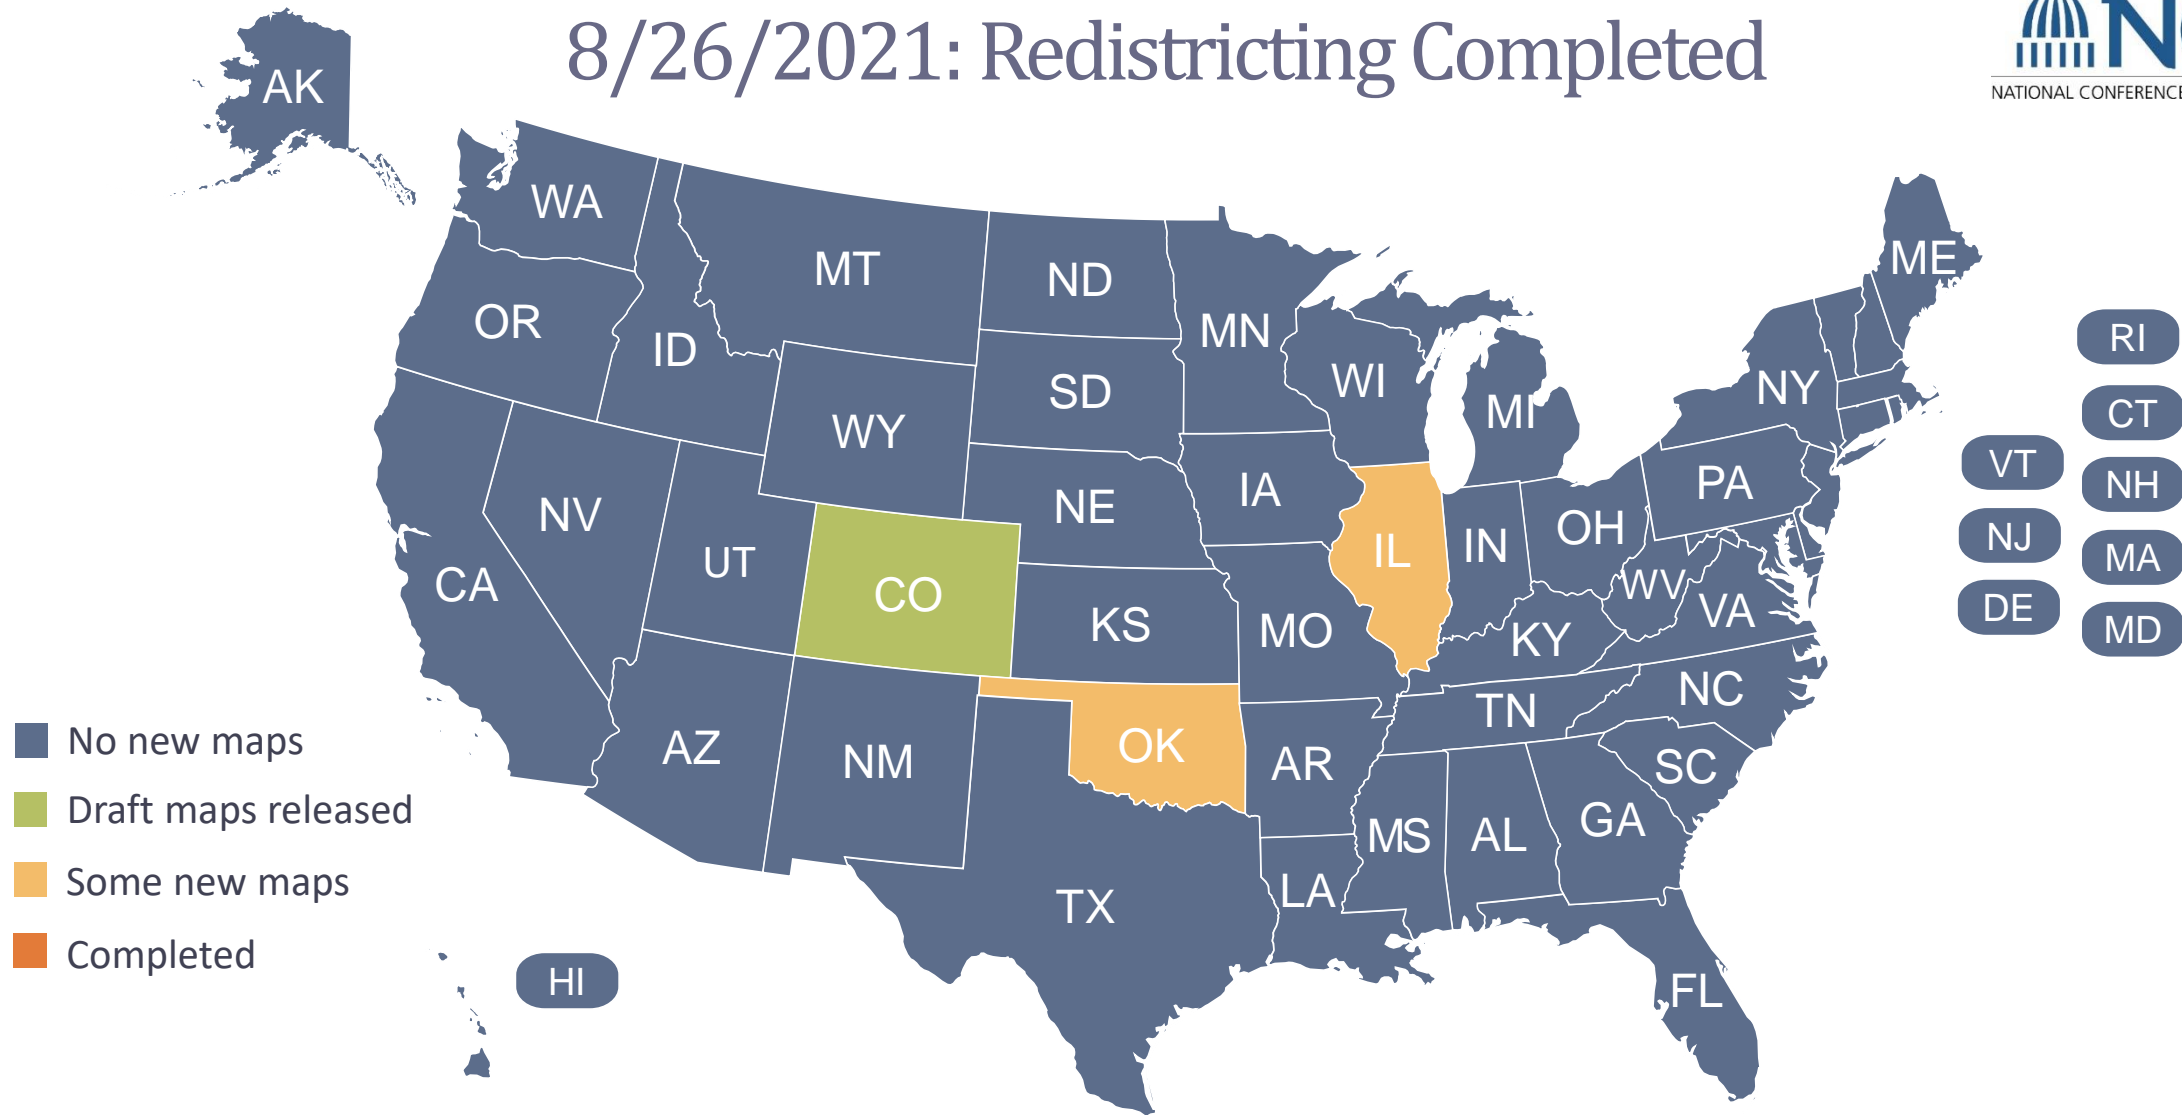 8/26/2021: Redistricting Completed
NATIONAL CONFERENCE
AK
WA
MT
ND
MN
ME
OR
ID
SD
WI
MI
NY
RI
WY
CT
NV
NE
IA
PA
VT
NH
UT
CO
IL
IN
OH
NJ
MA
CA
KS
MO
WV
VA
DE
MD
KY
NC
TN
No new maps
AZ
NM
OK
AR
SC
Draft maps released
MS
AL
GA
Some new maps
TX
LA
Completed
HI
FL